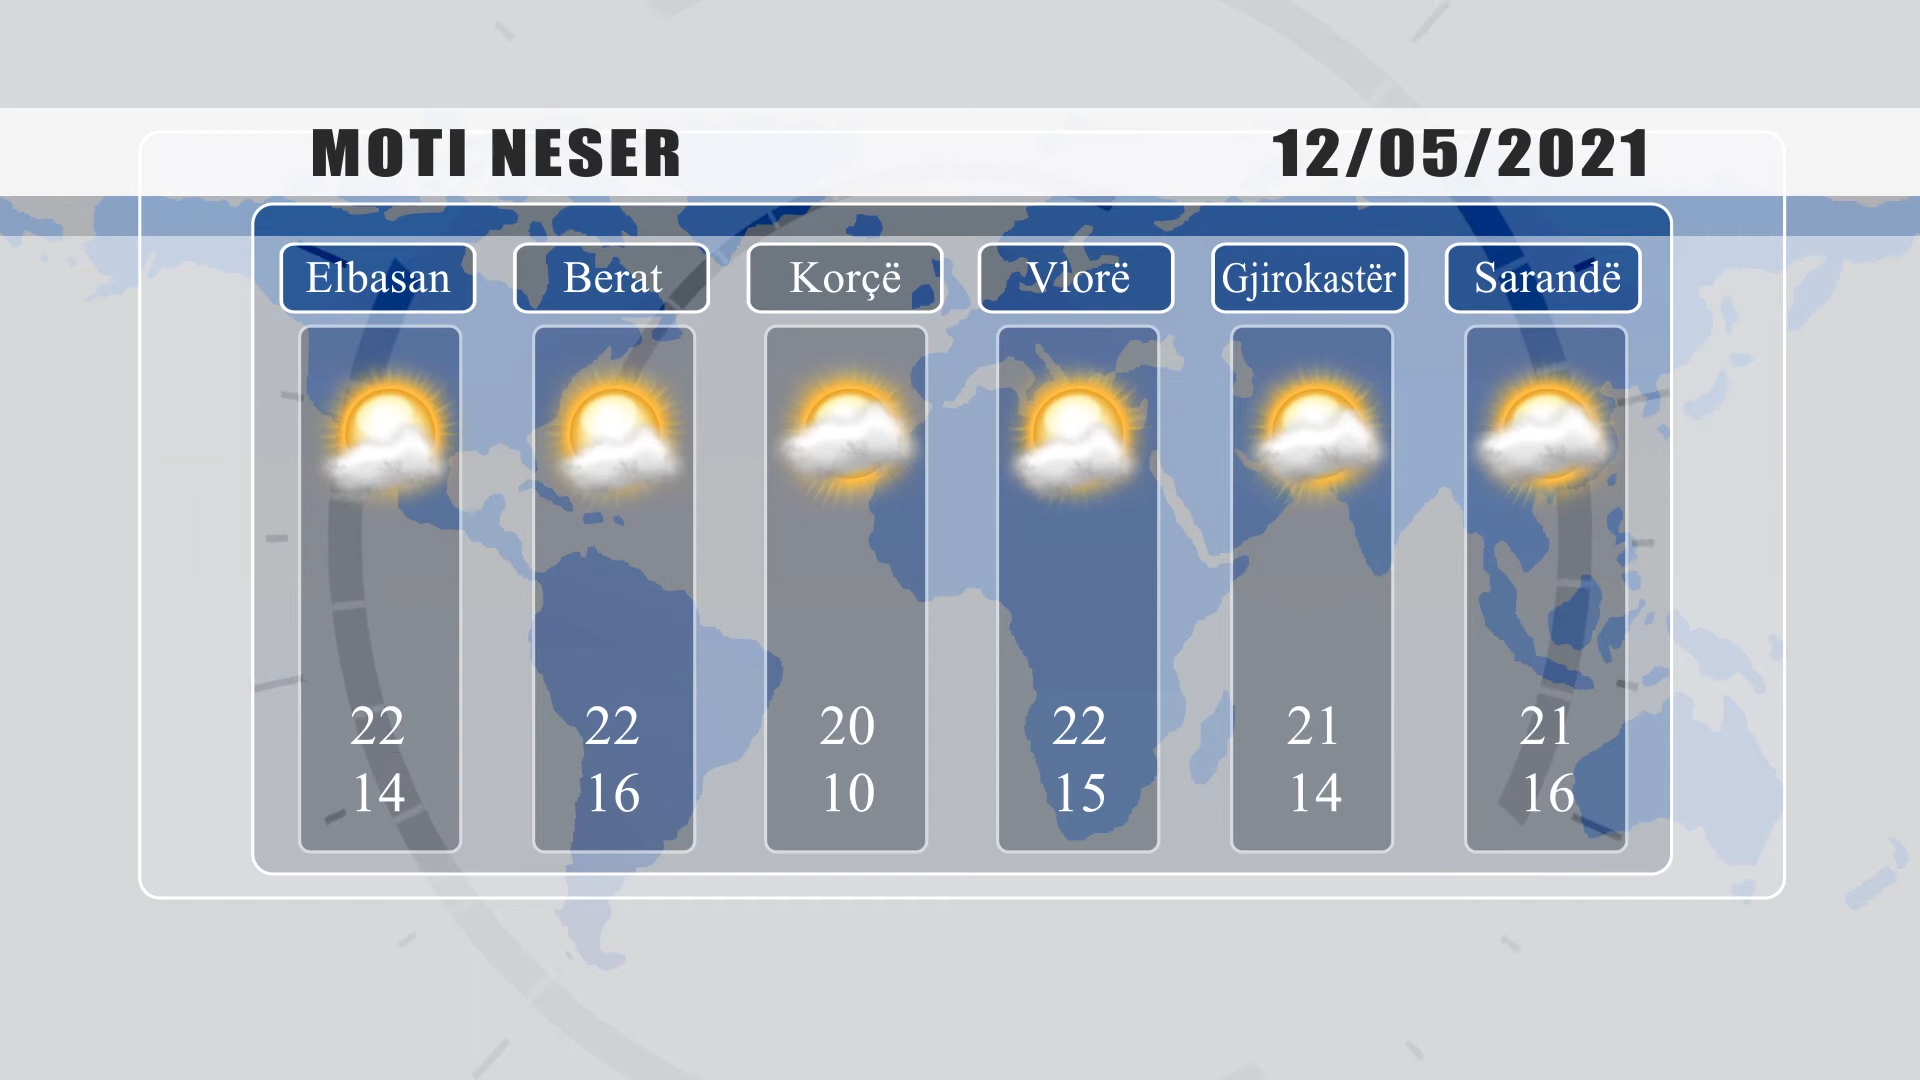 MOTI NESER
12/05/2021
Elbasan Berat Korçë Vlorë Gjirokastër Sarandë
22 22 20 22 21 21
14 16 10 15 14 16